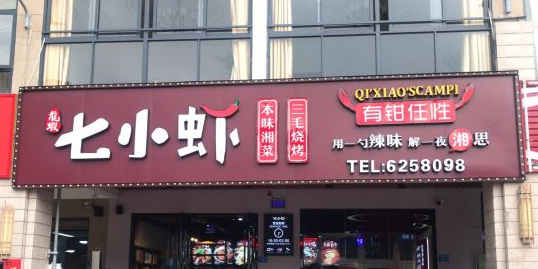 龙虾
七小虾
本味湘菜
三毛烧烤
QI'XIAO'SCAMPI
有钳任性
用一勺辣味 解一夜湘思
TEL:6258098